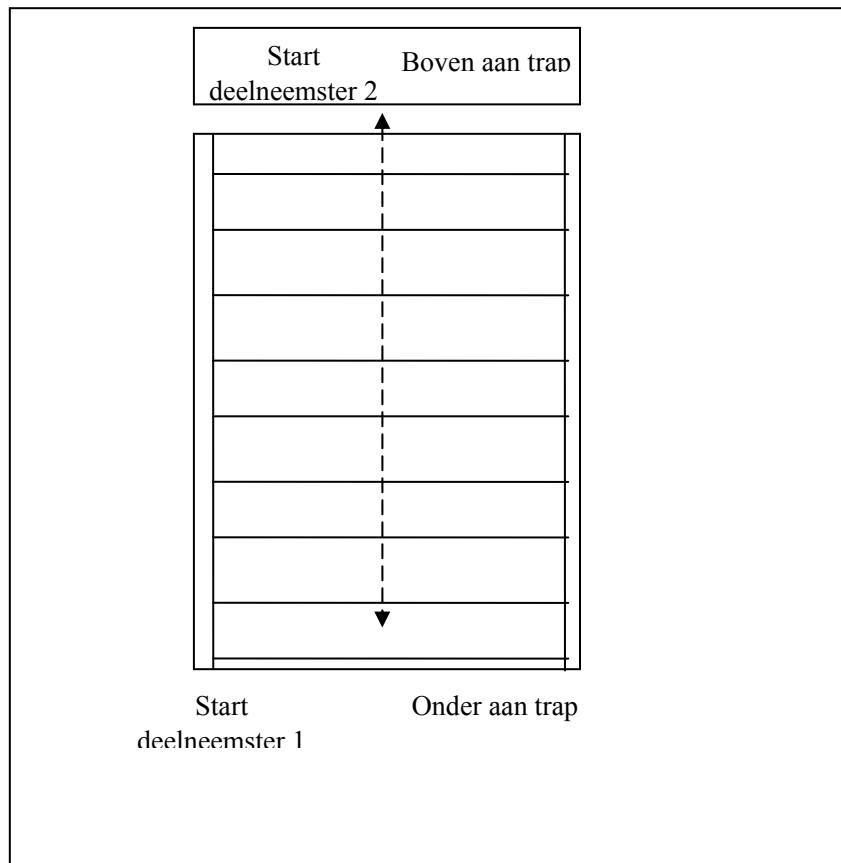 Start
deelneemster 2
Boven aan trap
Start
deelneemster 1
Onder aan trap